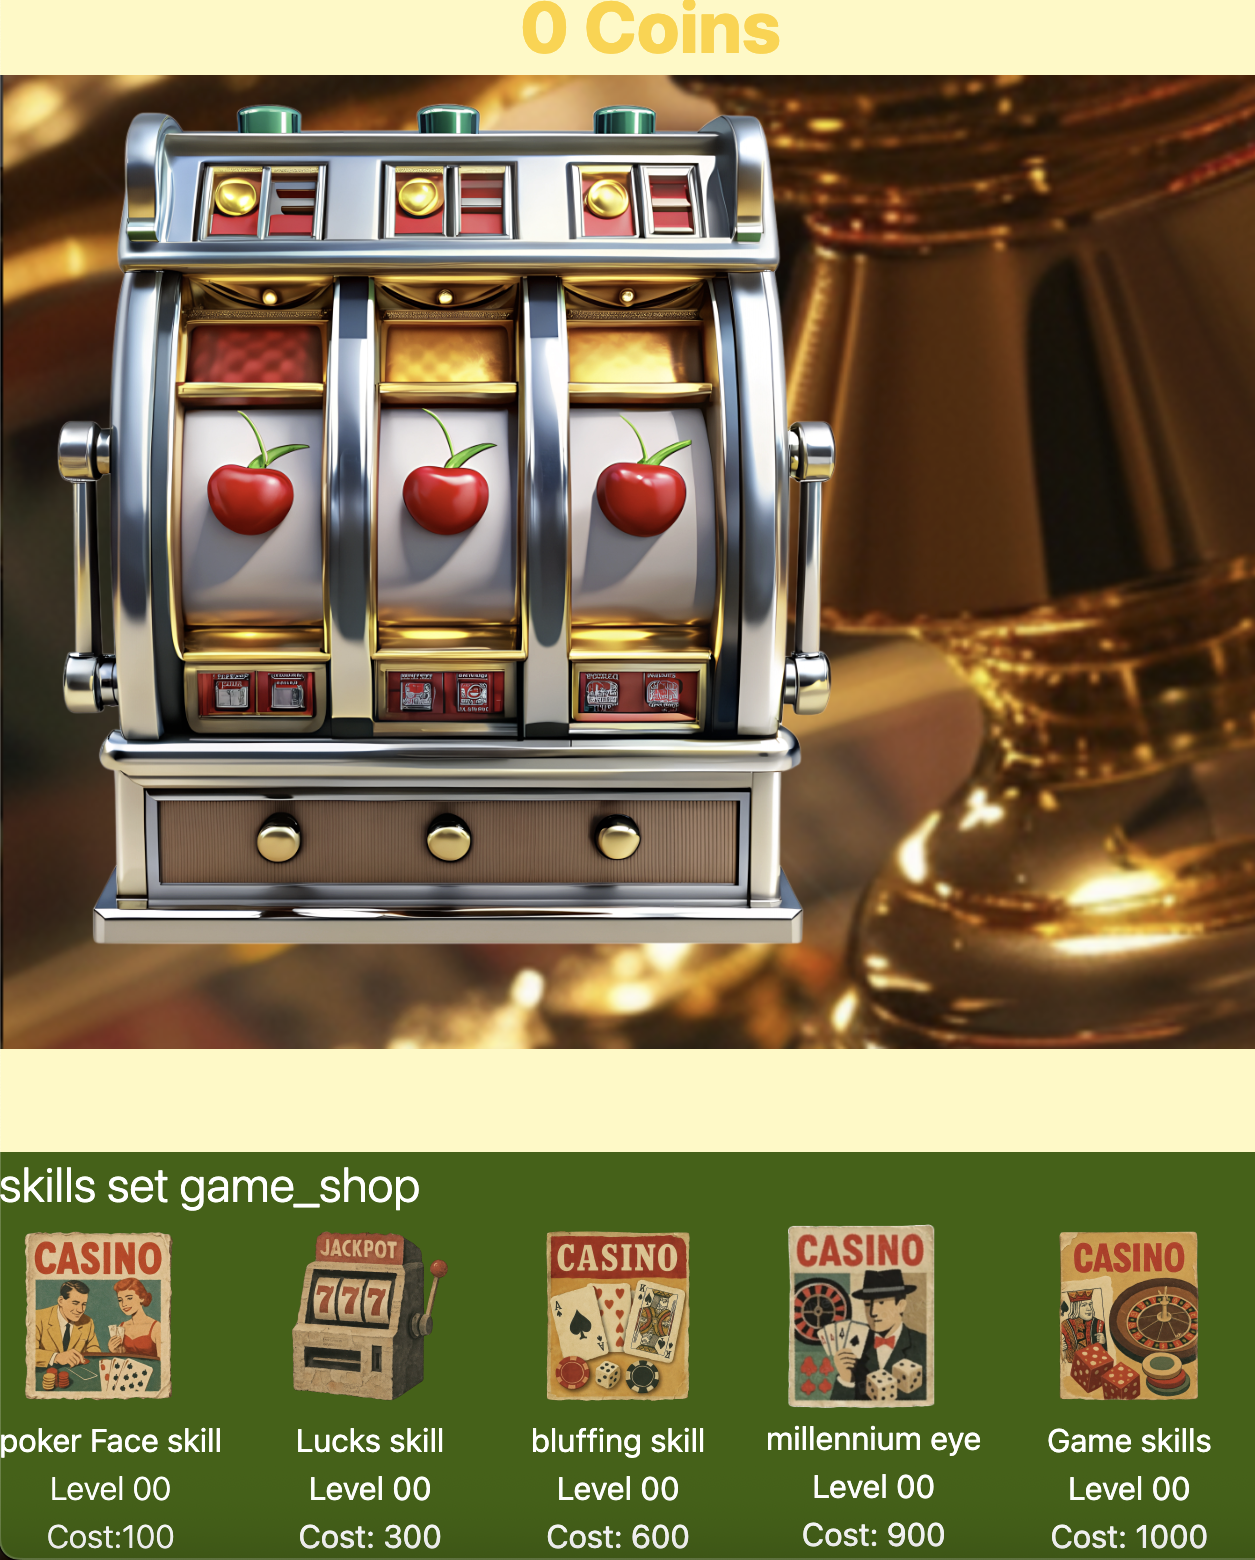 0 Coins
skills set game_shop
CASINO
JACKPOT
777
CASINO
A
K
CASINO
CASINO
poker Face skill
Lucks skill
bluffing skill
millennium eye
Game skills
Level 00
Level 00
Level 00
Level 00
Level 00
Cost:100
Cost: 300
Cost: 600
Cost: 900
Cost: 1000